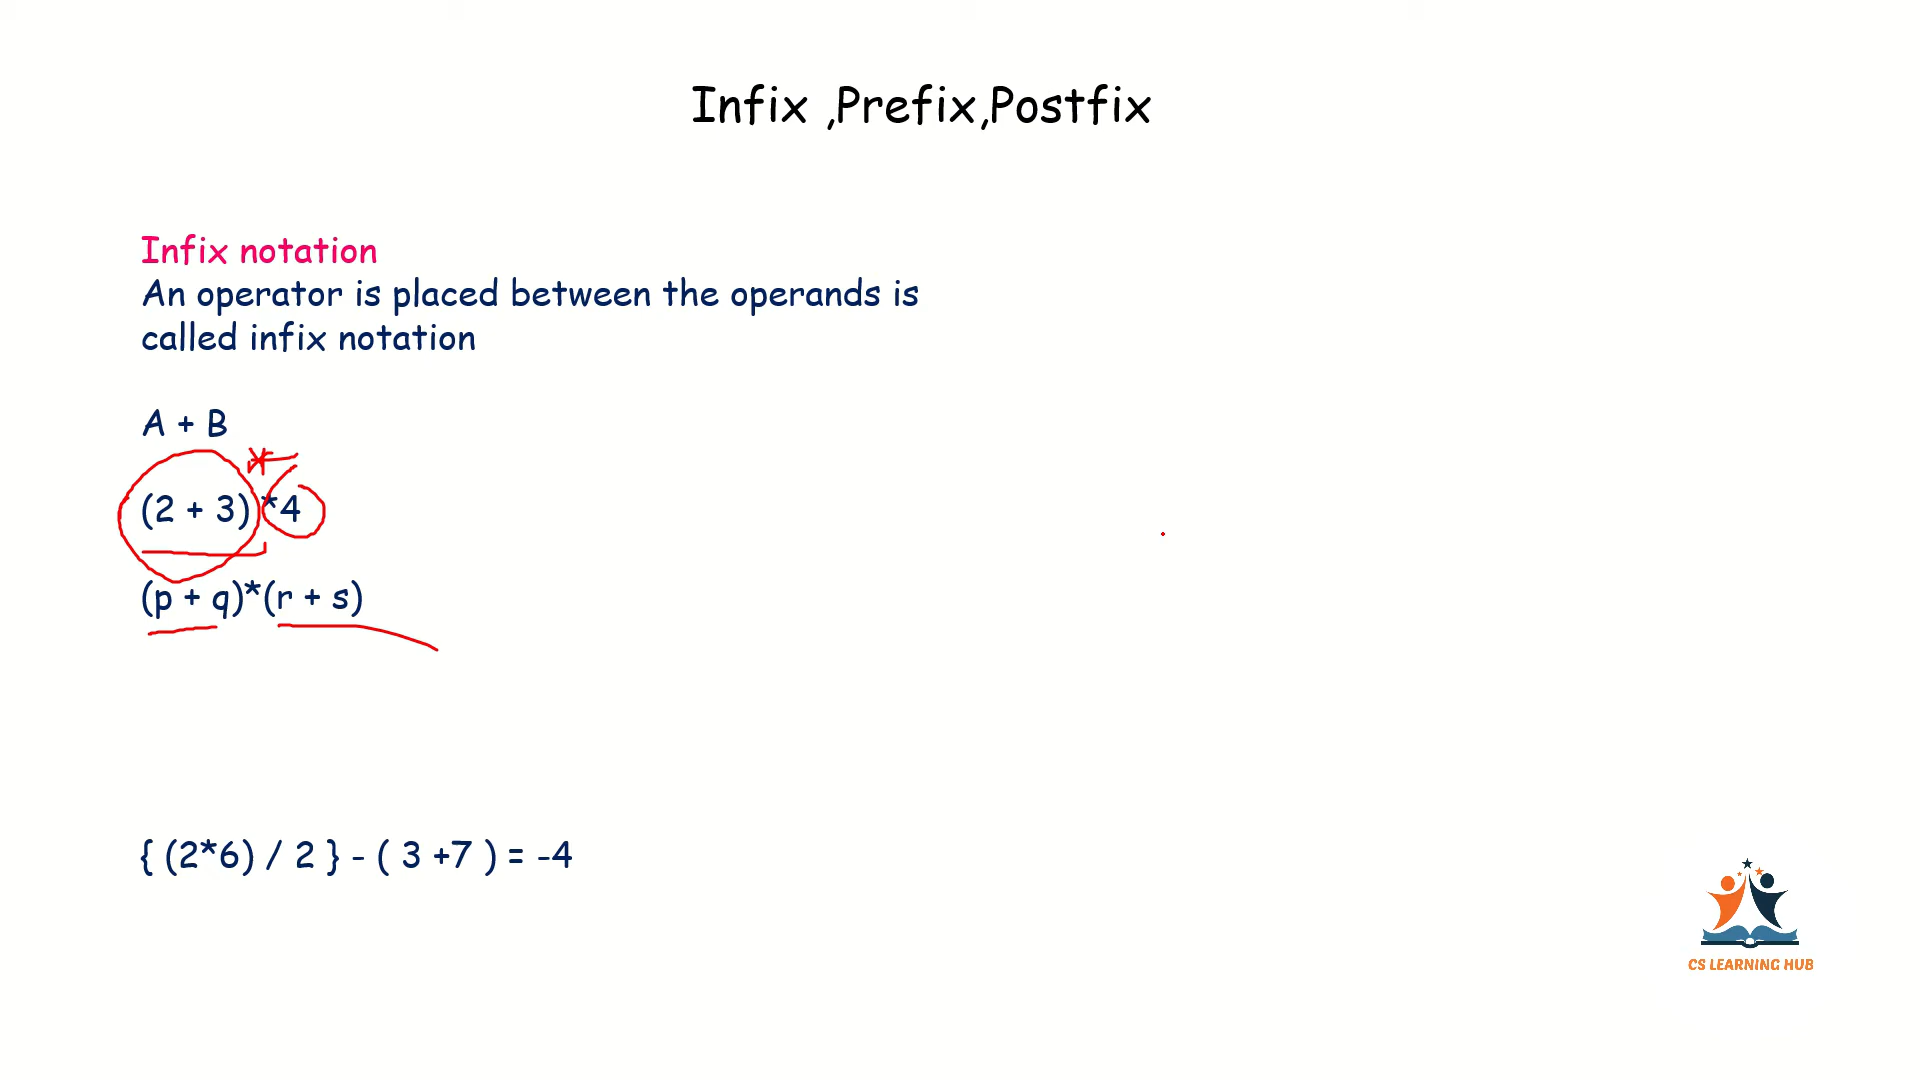 Infix ,Prefix,Postfix
Infix notation
An operator is placed between the operands is
called infix notation
A + B
*
(2 + 3) *4
(p + q)*(r + s)
{ (2*6) / 2 } - ( 3 +7 ) = -4
CS LEARNING HUB